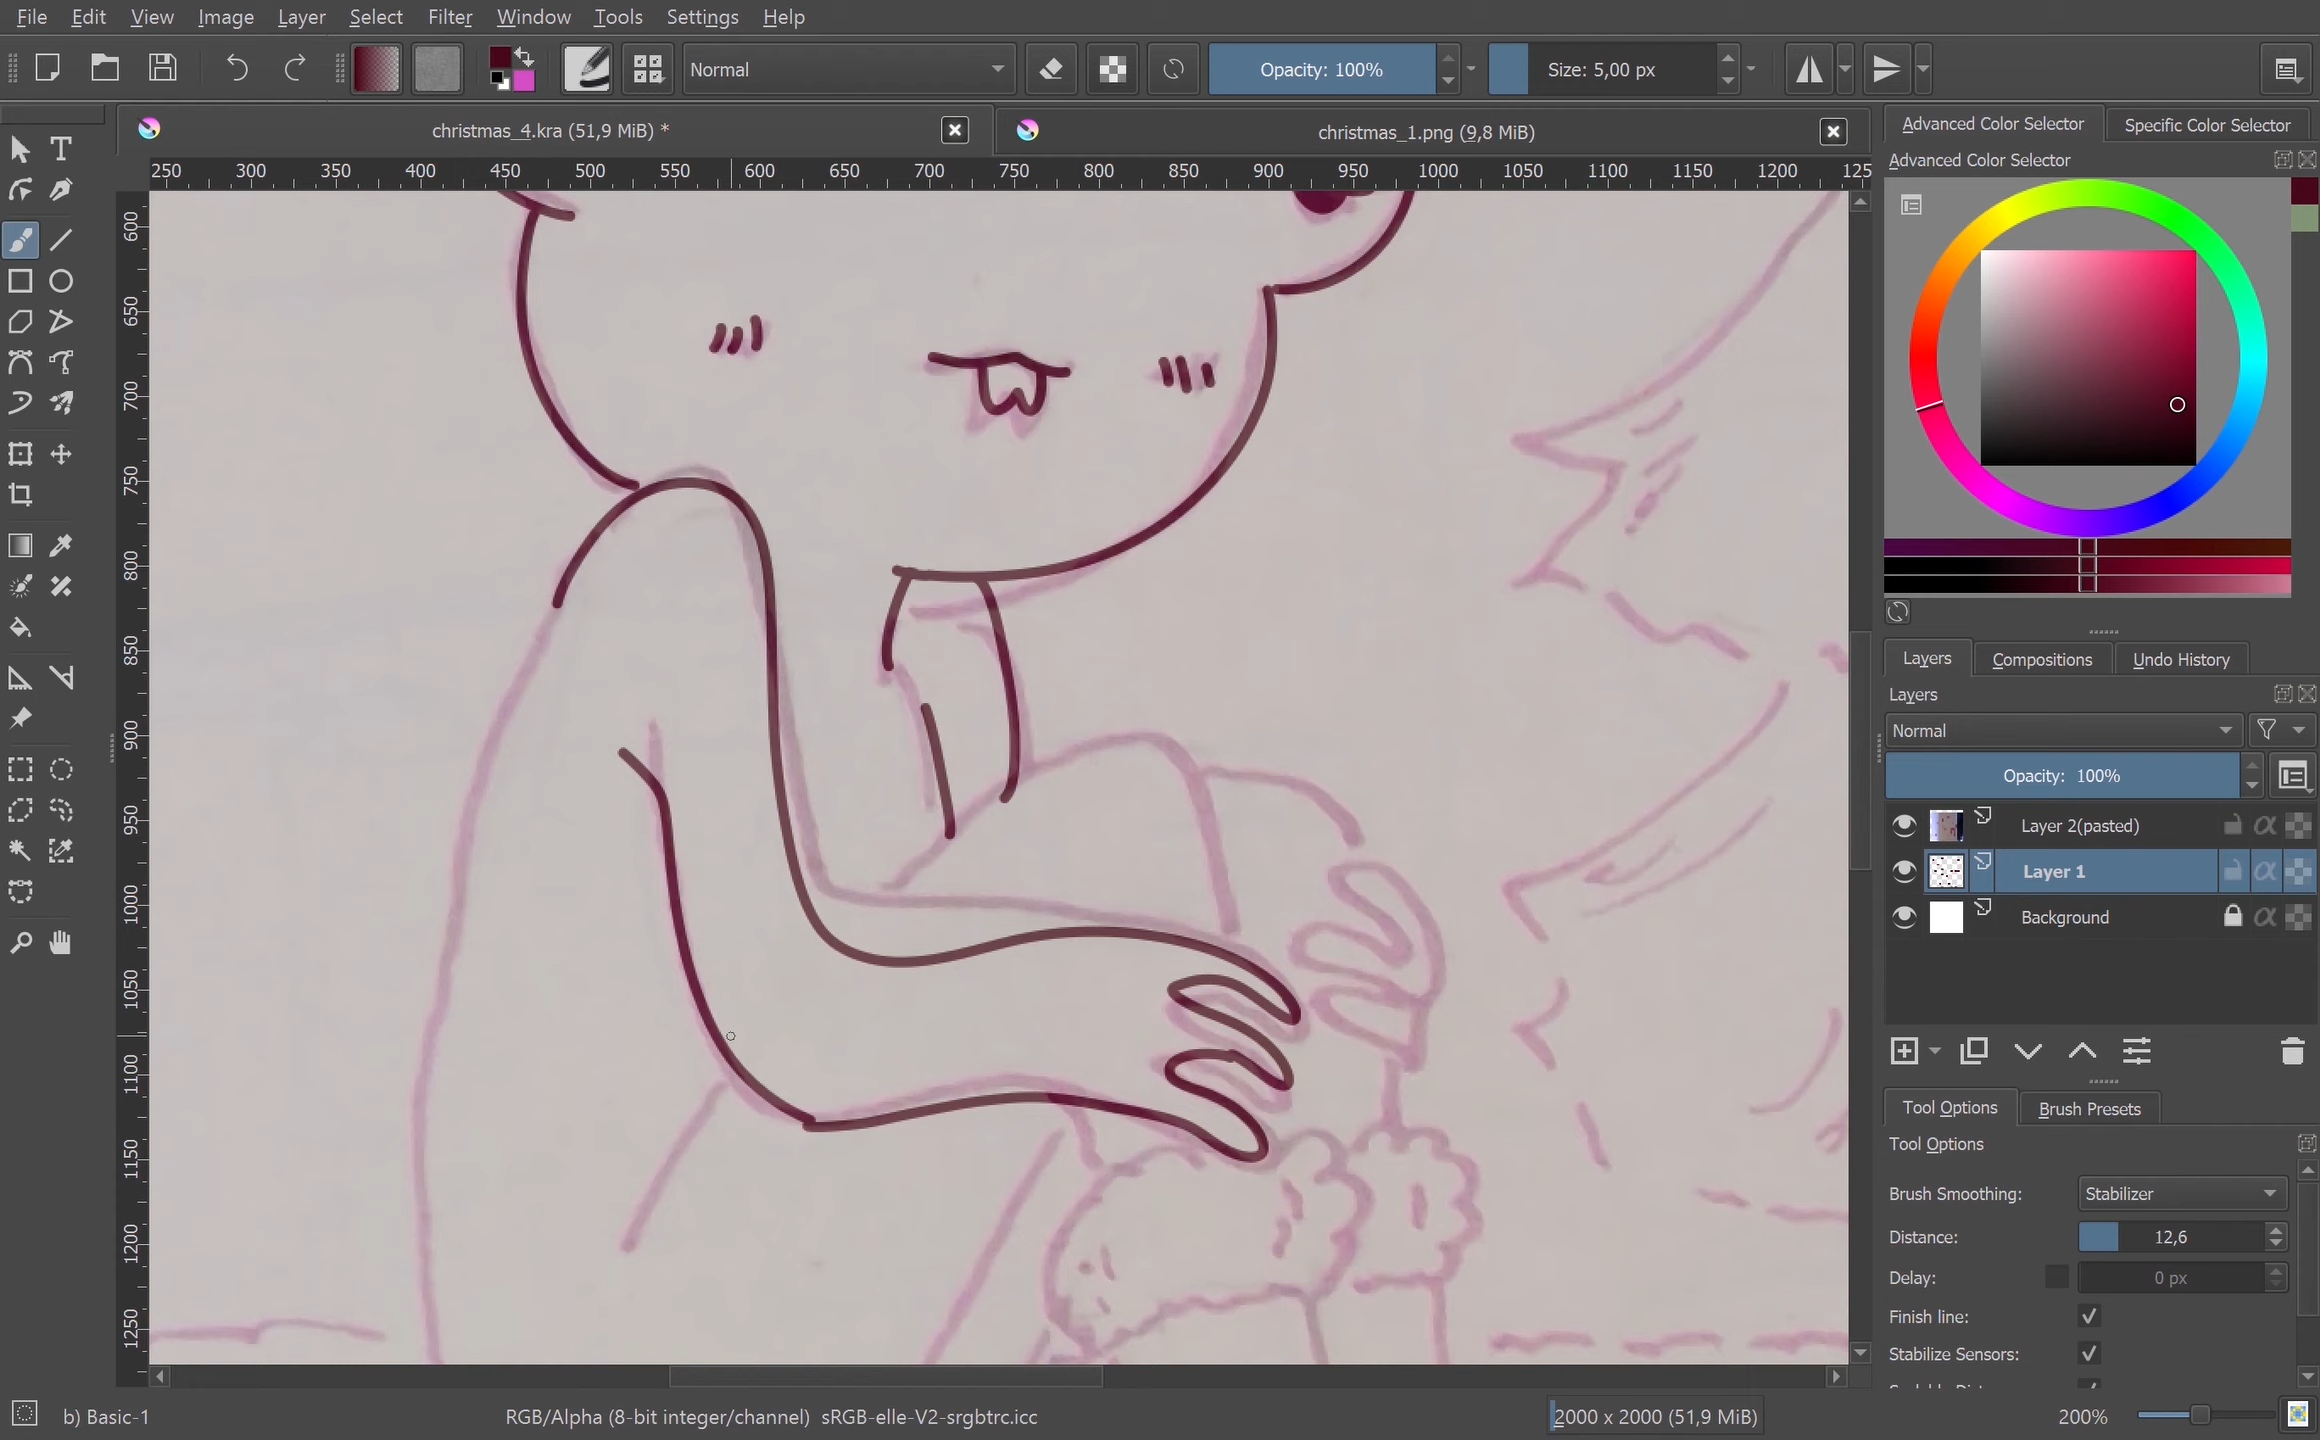 File Edit View Image Layer Select Filter Window Tools Settings Help
Normal
Opacity: 100%
Size: 5,00 px
christmas_4.kra (51,9 MiB) *
christmas_1.png (9,8 MiB)
250 300 350 400 450 500 550 600 650 700 750 800 850 900 950 1000 1050 1100 1150 1200 125
600
650
700
750
800
850
900
950
1000
1050
1100
1150
1200
1250
Advanced Color Selector
Specific Color Selector
Advanced Color Selector
Layers
Compositions
Undo History
Layers
Normal
Opacity: 100%
Layer 2(pasted)
Layer 1
Background
Tool Options
Brush Presets
Tool Options
Brush Smoothing: Stabilizer
Distance: 12,6
Delay: 0 px
Finish line:
Stabilize Sensors:
b) Basic-1
RGB/Alpha (8-bit integer/channel) sRGB-elle-V2-srgbtrc.icc
2000 x 2000 (51,9 MiB)
200%